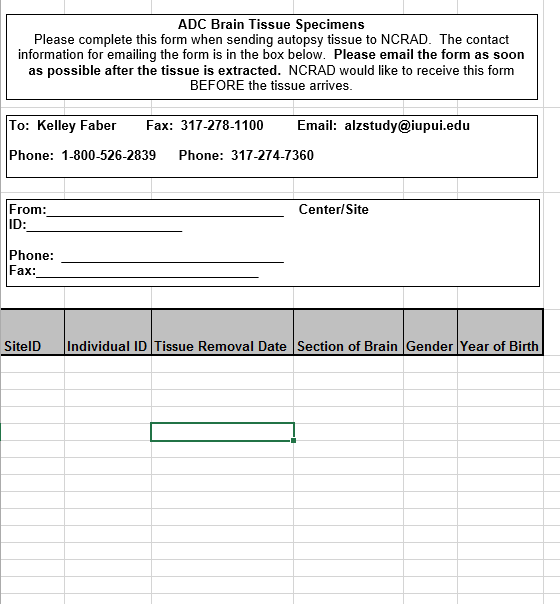 ADC Brain Tissue Specimens
Please complete this form when sending autopsy tissue to NCRAD.  The contact
information for emailing the form is in the box below.  Please email the form as soon
as possible after the tissue is extracted.  NCRAD would like to receive this form
BEFORE the tissue arrives.
To:  Kelley Faber        Fax:  317-278-1100        Email:  alzstudy@iupui.edu
Phone:  1-800-526-2839      Phone:  317-274-7360
From:___________________________________    Center/Site
ID:_______________________
Phone:  _________________________________
Fax:_________________________________
SiteID	Individual ID	Tissue Removal Date	Section of Brain	Gender	Year of Birth